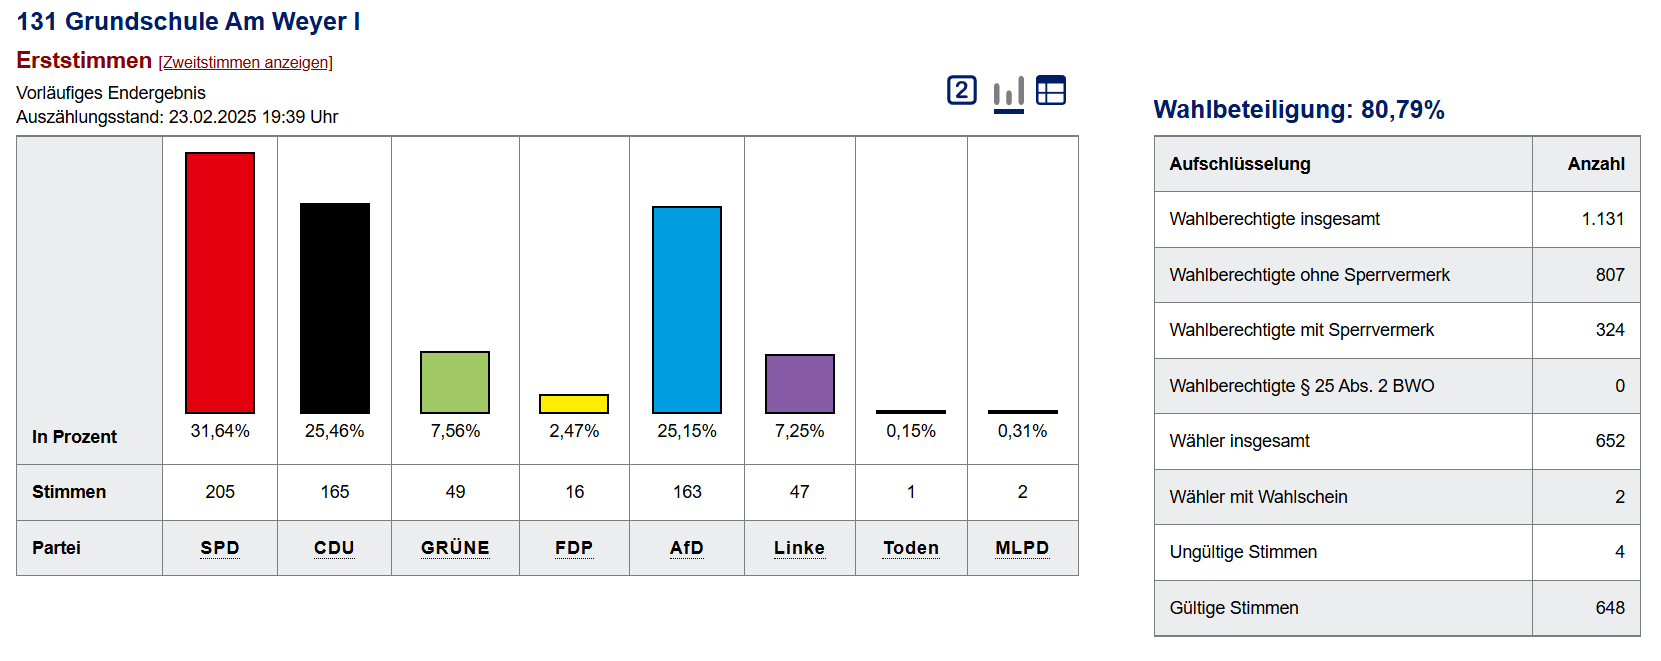 131 Grundschule Am Weyer I
Erststimmen [Zweitstimmen anzeigen]
Vorläufiges Endergebnis
Auszählungsstand: 23.02.2025 19:39 Uhr
2
In Prozent 31,64% 25,46% 7,56% 2,47% 25,15% 7,25% 0,15% 0,31%
Stimmen 205 165 49 16 163 47 1 2
Partei SPD CDU GRÜNE FDP AfD Linke Toden MLPD
Wahlbeteiligung: 80,79%
Aufschlüsselung Anzahl
Wahlberechtigte insgesamt 1.131
Wahlberechtigte ohne Sperrvermerk 807
Wahlberechtigte mit Sperrvermerk 324
Wahlberechtigte § 25 Abs. 2 BWO 0
Wähler insgesamt 652
Wähler mit Wahlschein 2
Ungültige Stimmen 4
Gültige Stimmen 648